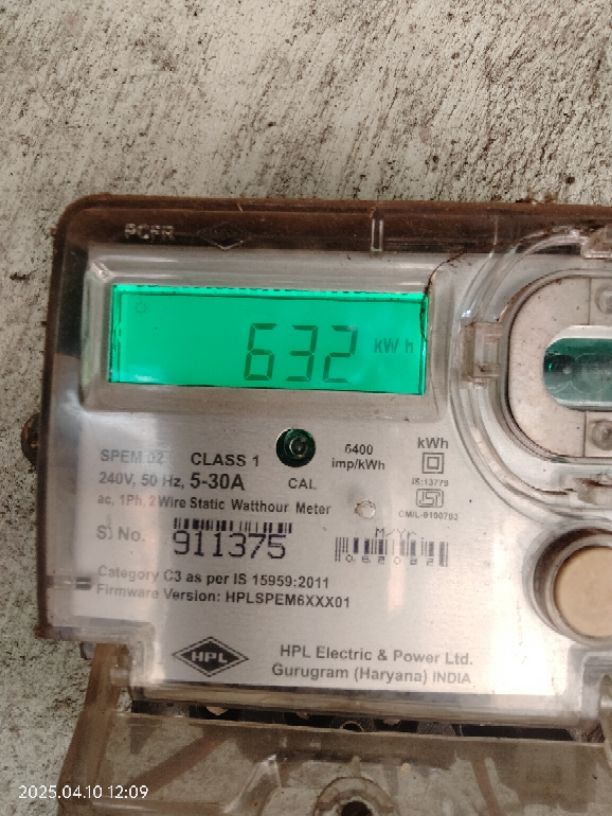 632 kWh
SPEM 02
CLASS 1
240V, 50 Hz, 5-30A
ac, 1Ph, 2 Wire Static Watthour Meter
CAL
6400
imp/kWh
kWh
IS:13779
Sl No.
911375
M/Yr.
Category C3 as per IS 15959:2011
Firmware Version: HPLSPEM6XXX01
HPL
HPL Electric & Power Ltd.
Gurugram (Haryana) INDIA
2025.04.10 12:09